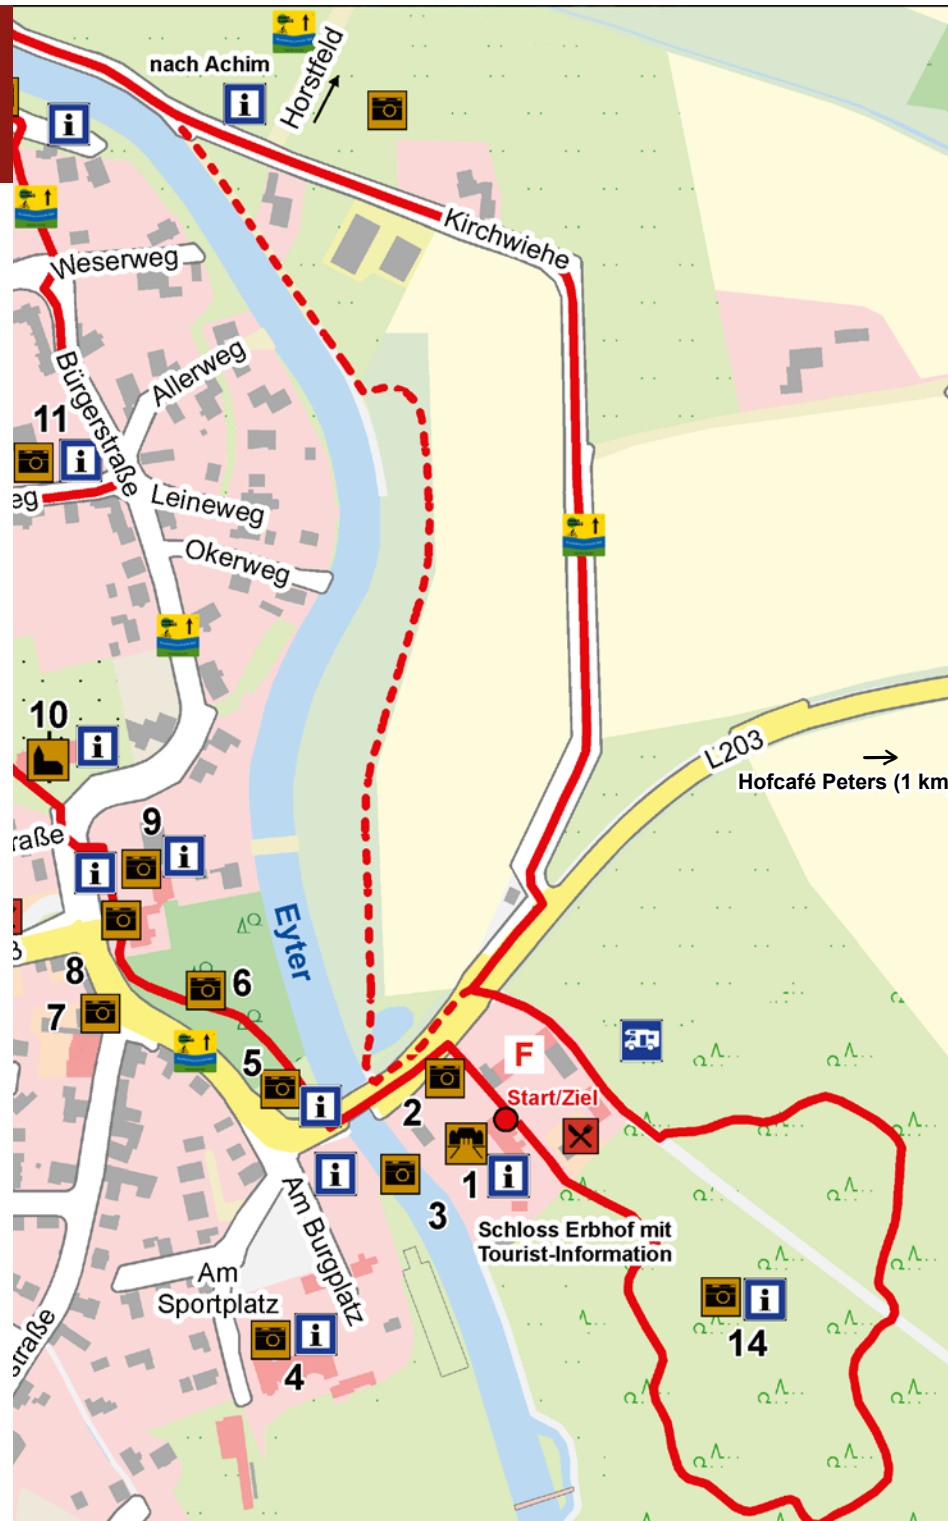 nach Achim
Horstfeld
i
i
Kirchwiehe
Weserweg
Allerweg
Bürgerstraße
11
i
eg
Leineweg
Okerweg
10
i
L203
Hofcafé Peters (1 km
9
raße
i
i
Eyter
8
6
7
5
F
i
Start/Ziel
2
i
1
i
3
Am Burgplatz
Schloss Erbhof mit
Tourist-Information
Am
Sportplatz
i
i
14
4
straße